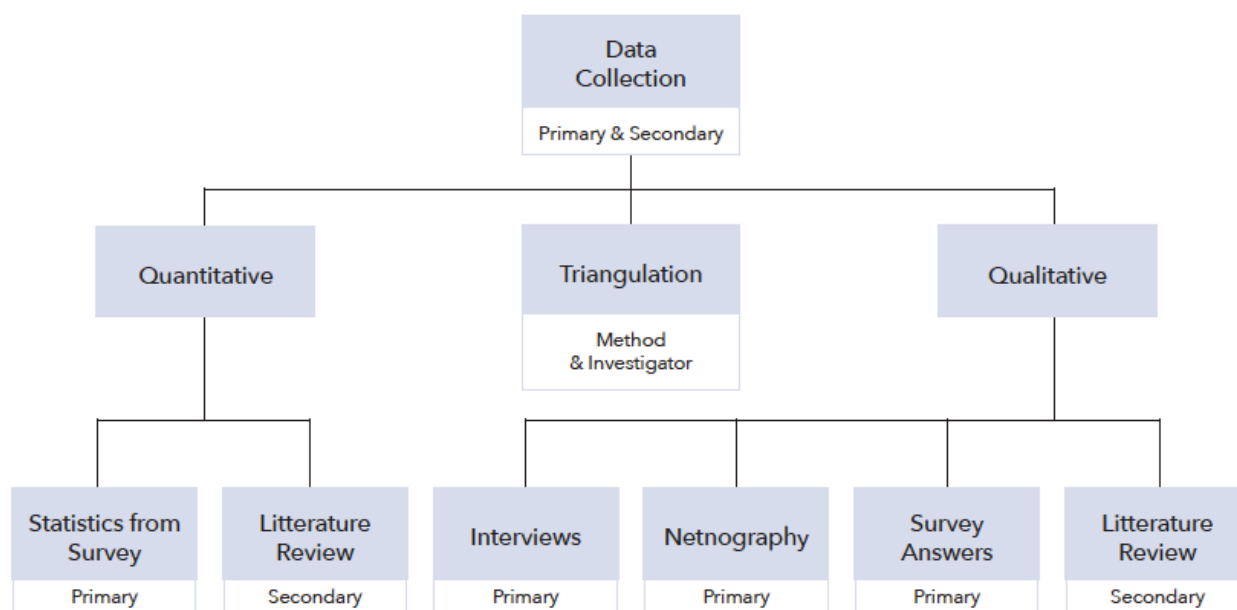 Data
Collection
Primary & Secondary
Quantitative
Triangulation
Method
& Investigator
Qualitative
Statistics from
Survey
Primary
Litterature
Review
Secondary
Interviews
Primary
Netnography
Primary
Survey
Answers
Primary
Litterature
Review
Secondary